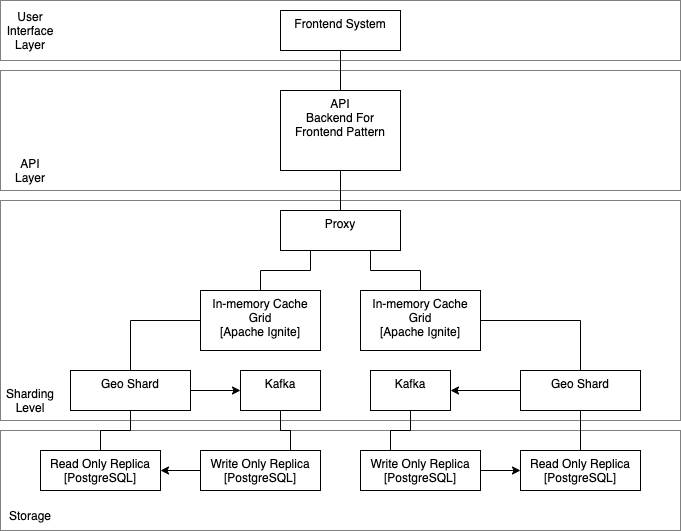 User
Interface
Layer
Frontend System
API
Backend For
Frontend Pattern
API
Layer
Proxy
In-memory Cache
Grid
[Apache Ignite]
In-memory Cache
Grid
[Apache Ignite]
Geo Shard
Kafka
Kafka
Geo Shard
Sharding
Level
Read Only Replica
[PostgreSQL]
Write Only Replica
[PostgreSQL]
Write Only Replica
[PostgreSQL]
Read Only Replica
[PostgreSQL]
Storage